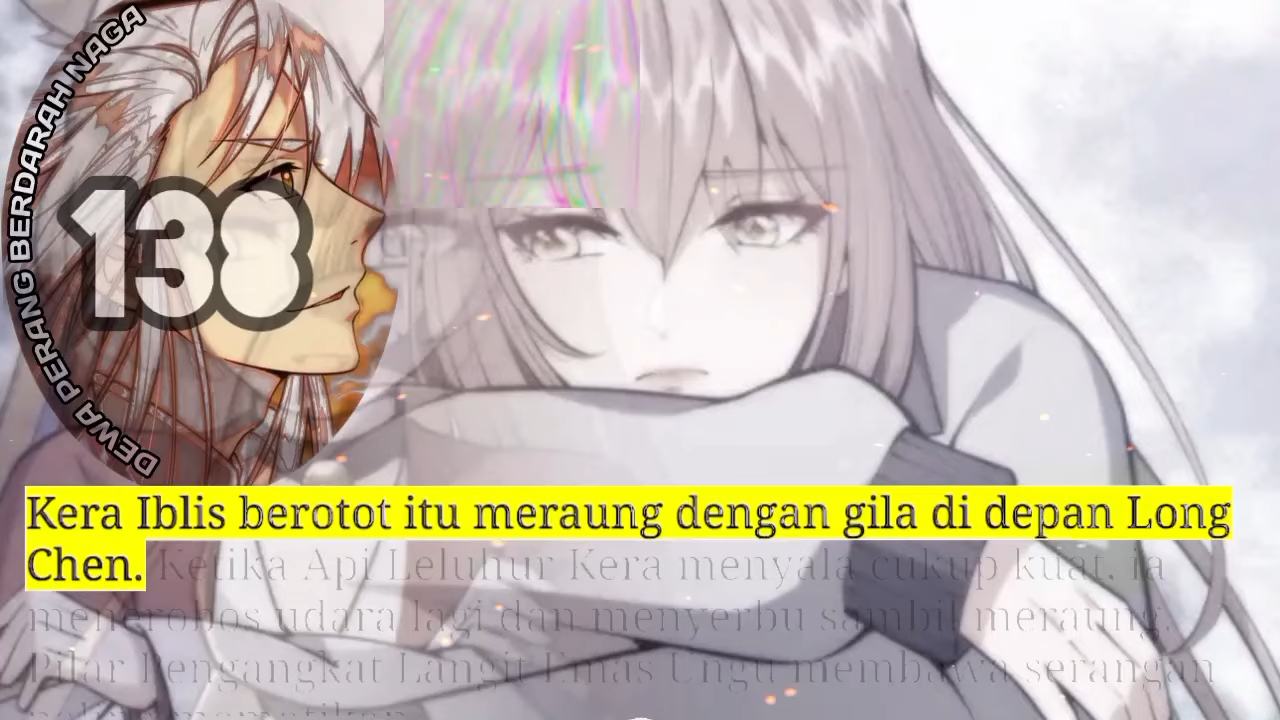 DEWA PERANG BERDARAH NAGA
138
Kera Iblis berotot itu meraung dengan gila di depan Long
Chen. Ketika Api Leluhur Kera menyala cukup kuat, ia
menerobos udara lagi dan menyerbu sambil meraung.
Pilar Pengangkat Langit Emas Ungu membawa serangan